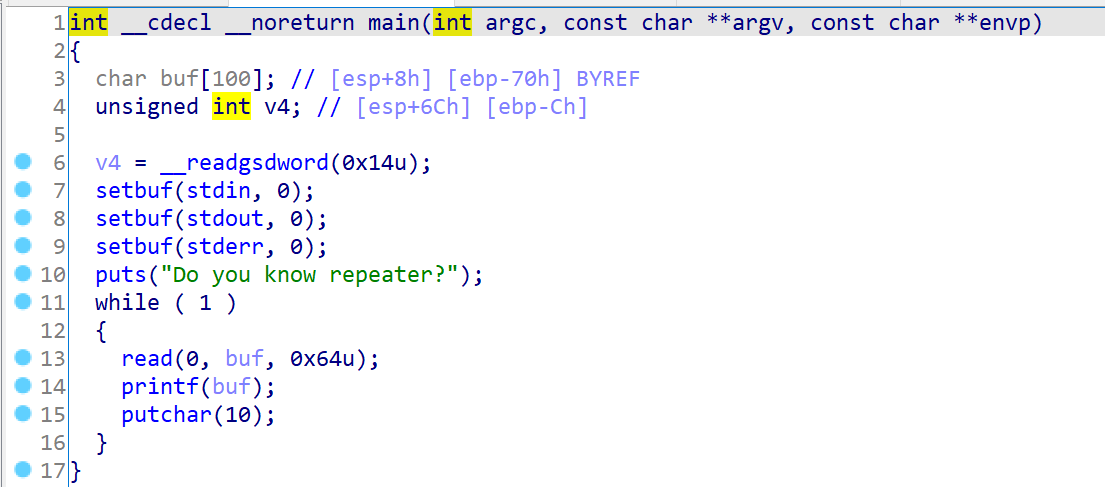 1 int __cdecl __noreturn main(int argc, const char **argv, const char **envp)
2 {
3 char buf[100]; // [esp+8h] [ebp-70h] BYREF
4 unsigned int v4; // [esp+6Ch] [ebp-Ch]
5
6 v4 = __readgsdword(0x14u);
7 setbuf(stdin, 0);
8 setbuf(stdout, 0);
9 setbuf(stderr, 0);
10 puts("Do you know repeater?");
11 while ( 1 )
12 {
13 read(0, buf, 0x64u);
14 printf(buf);
15 putchar(10);
16 }
17 }